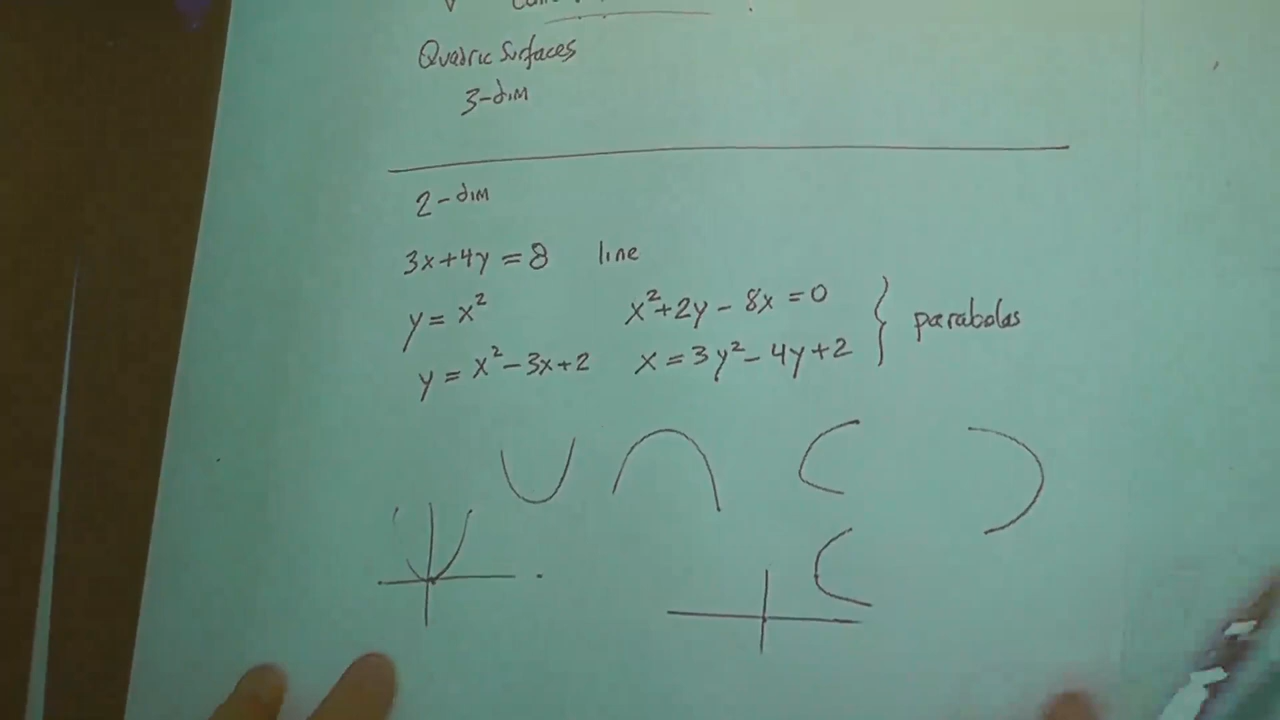 Quadric Surfaces
3-dim
2-dim
3x+4y = 8 line
y = x² x²+2y - 8x = 0
y = x² - 3x+2 x = 3y² - 4y+2 } parabolas